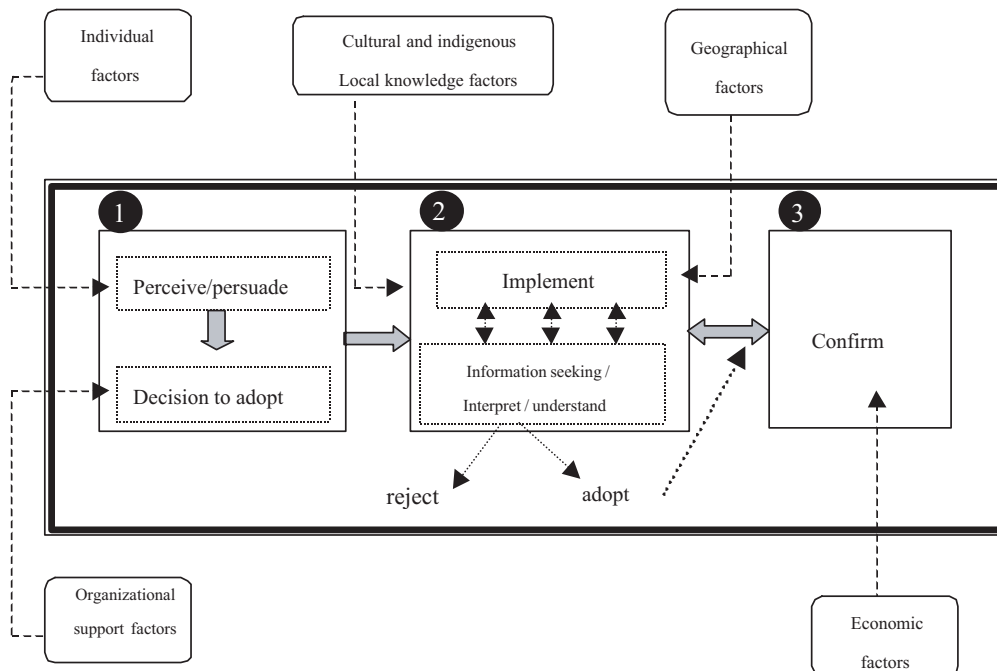 Individual
factors
Cultural and indigenous
Local knowledge factors
Geographical
factors
1
2
3
Perceive/persuade
Decision to adopt
Implement
Information seeking /
Interpret / understand
Confirm
reject
adopt
Organizational
support factors
Economic
factors